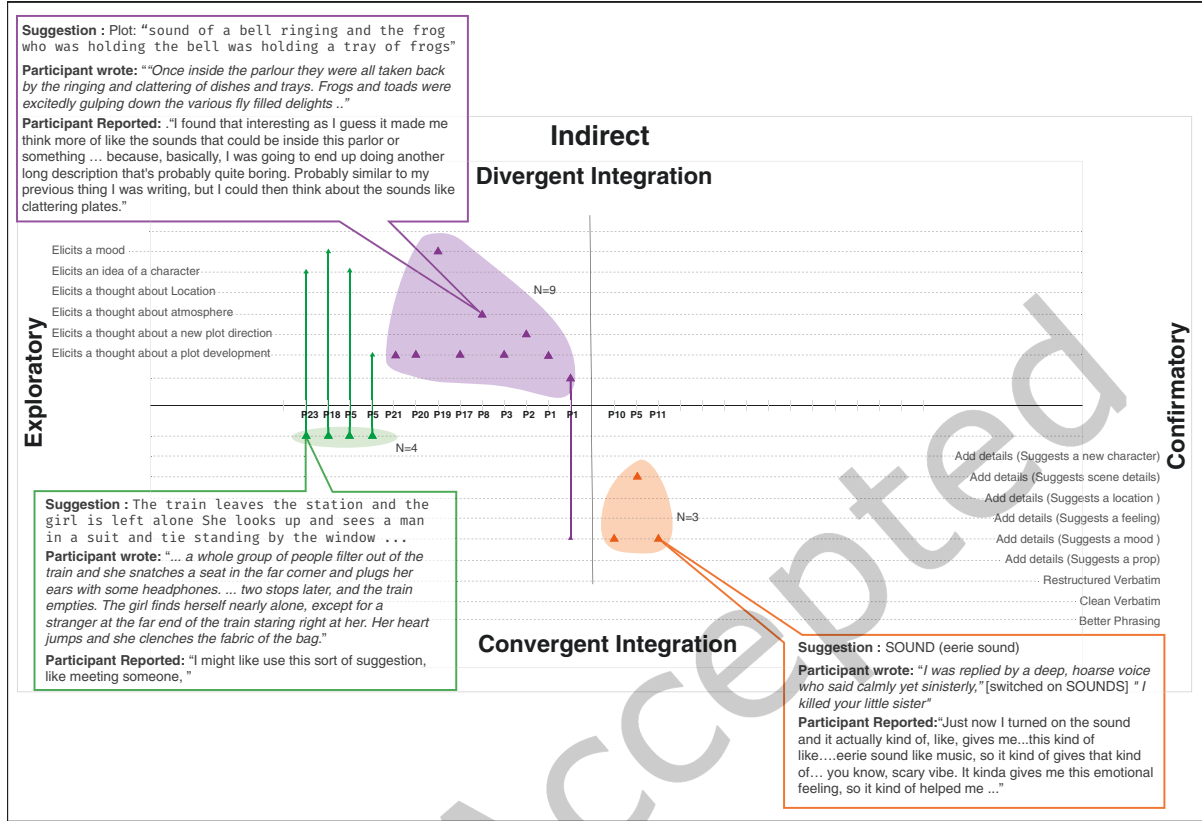 Suggestion : Plot: "sound of a bell ringing and the frog
who was holding the bell was holding a tray of frogs"
Participant wrote: ""Once inside the parlour they were all taken back
by the ringing and clattering of dishes and trays. Frogs and toads were
excitedly gulping down the various fly filled delights .."
Participant Reported: ."I found that interesting as I guess it made me
think more of like the sounds that could be inside this parlor or
something ... because, basically, I was going to end up doing another
long description that's probably quite boring. Probably similar to my
previous thing I was writing, but I could then think about the sounds like
clattering plates."
Indirect
Divergent Integration
Elicits a mood
Elicits an idea of a character
Elicits a thought about Location
Elicits a thought about atmosphere
Elicits a thought about a new plot direction
Elicits a thought about a plot development
N=9
Exploratory
Confirmatory
P23 P18 P5 P5 P21 P20 P19 P17 P8 P3 P2 P1 P1 P10 P5 P11
N=4
N=3
Add details (Suggests a new character)
Add details (Suggests scene details)
Add details (Suggests a location )
Add details (Suggests a feeling)
Add details (Suggests a mood )
Add details (Suggests a prop)
Restructured Verbatim
Clean Verbatim
Better Phrasing
Suggestion : The train leaves the station and the
girl is left alone She looks up and sees a man
in a suit and tie standing by the window ...
Participant wrote: "... a whole group of people filter out of the
train and she snatches a seat in the far corner and plugs her
ears with some headphones. ... two stops later, and the train
empties. The girl finds herself nearly alone, except for a
stranger at the far end of the train staring right at her. Her heart
jumps and she clenches the fabric of the bag."
Participant Reported: "I might like use this sort of suggestion,
like meeting someone, "
Convergent Integration
Suggestion : SOUND (eerie sound)
Participant wrote: "I was replied by a deep, hoarse voice
who said calmly yet sinisterly," [switched on SOUNDS] " I
killed your little sister"
Participant Reported:"Just now I turned on the sound
and it actually kind of, like, gives me...this kind of
like....eerie sound like music, so it kind of gives that kind
of... you know, scary vibe. It kinda gives me this emotional
feeling, so it kind of helped me ..."
Accepted